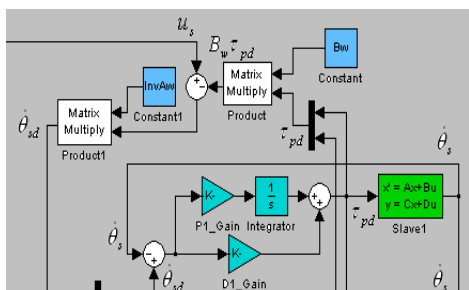 u_s
B_w τ_pd
Bw
Constant
InvAw
Constant1
+
−
Matrix
Multiply
Product
Matrix
Multiply
Product1
θ̇_sd
τ_pd
θ̇_s
K-
P1_Gain
1
s
Integrator
+
+
τ_pd
x' = Ax+Bu
y = Cx+Du
Slave1
θ̇_s
-
+
θ̇_sd
K-
D1_Gain